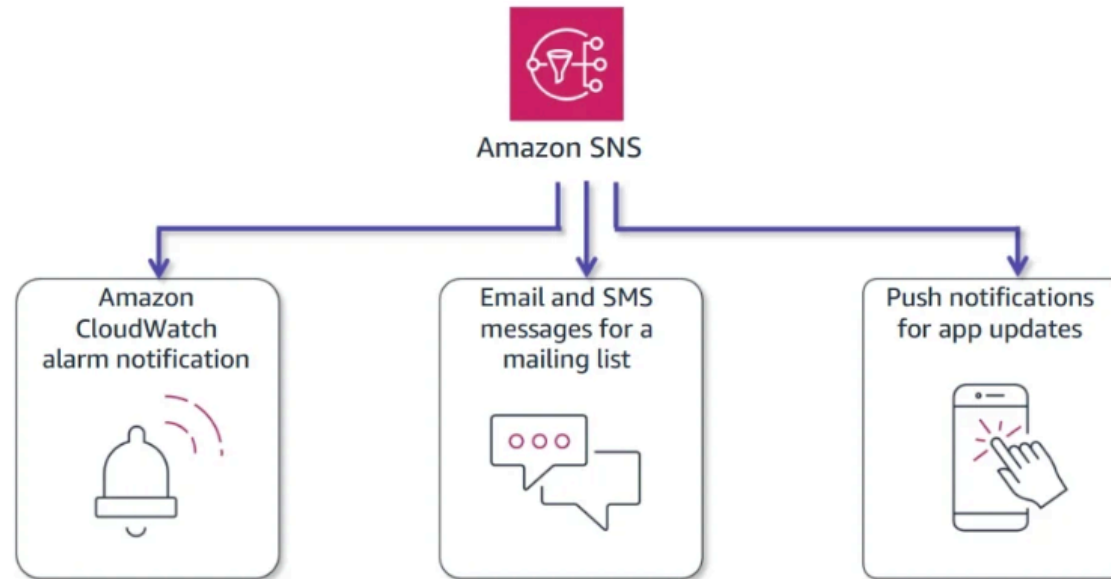 Amazon SNS
Amazon
CloudWatch
alarm notification
Email and SMS
messages for a
mailing list
Push notifications
for app updates